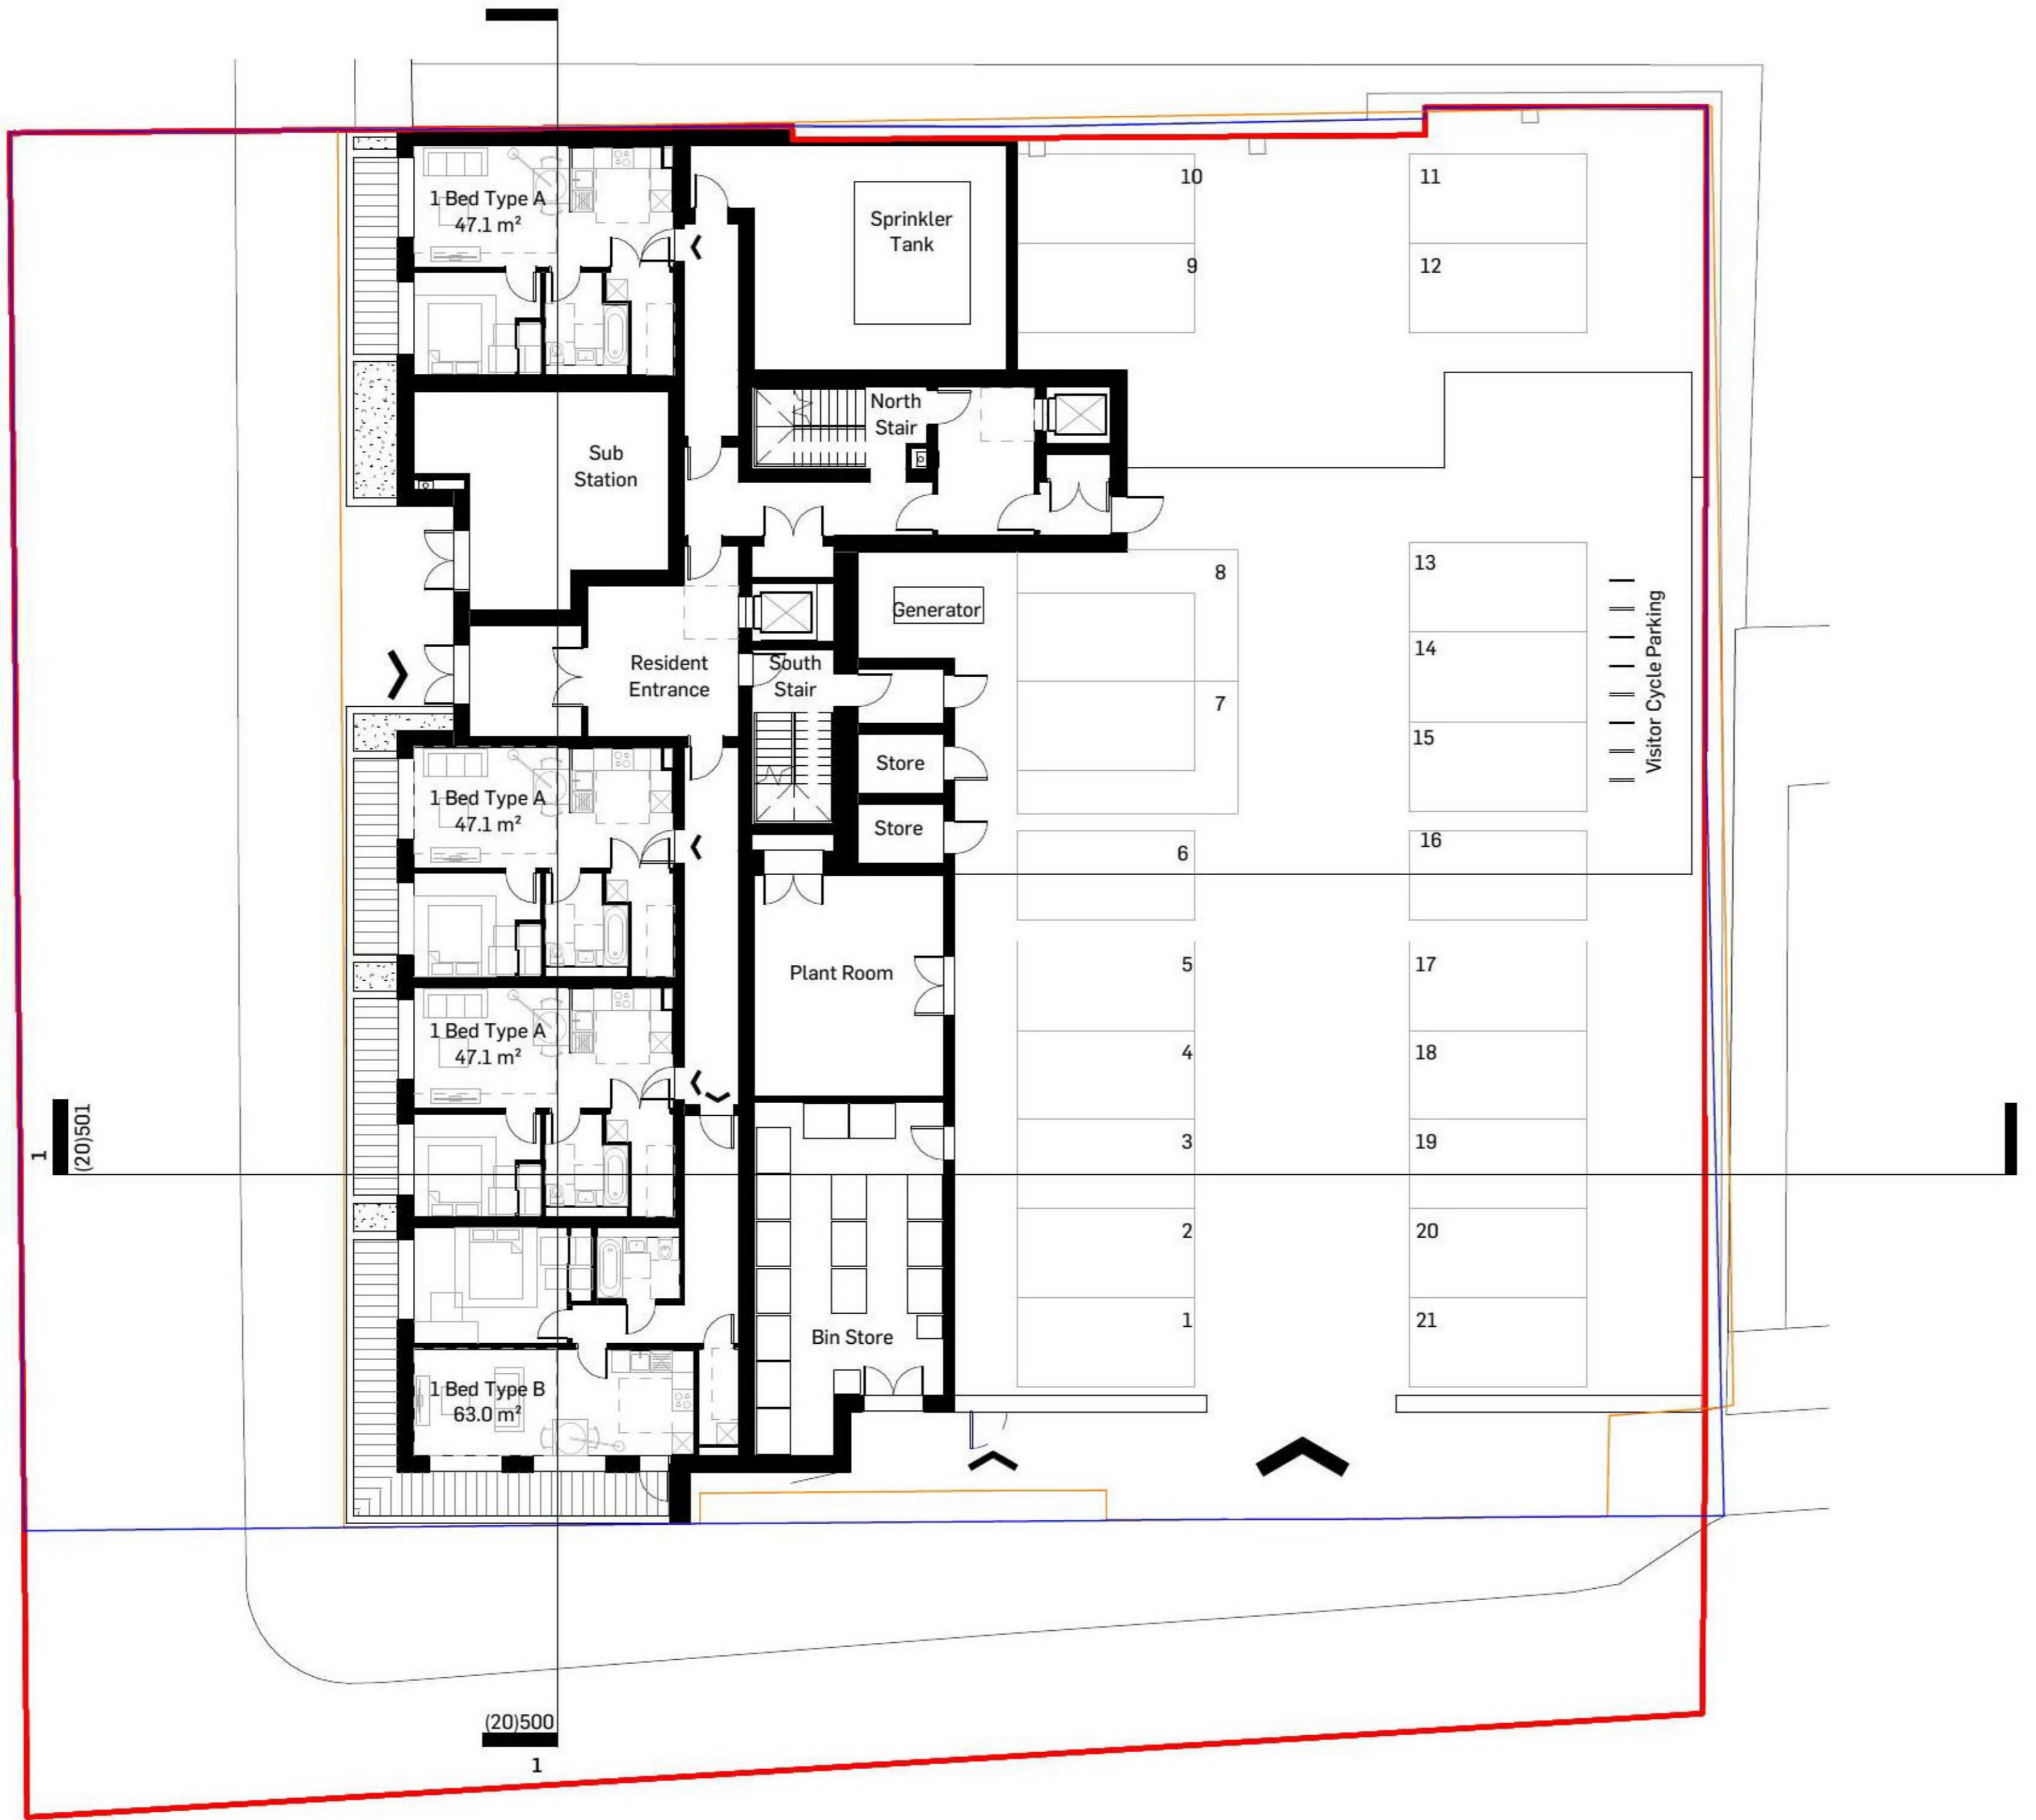 1 Bed Type A
47.1 m²
Sprinkler
Tank
10
11
9
12
North
Stair
Sub
Station
8
13
Generator
14
7
Resident
Entrance
South
Stair
15
Visitor Cycle Parking
Store
1 Bed Type A
47.1 m²
Store
6
16
Plant Room
5
17
1 Bed Type A
47.1 m²
4
18
3
19
1
(20)501
2
20
Bin Store
1
21
1 Bed Type B
63.0 m²
(20)500
1